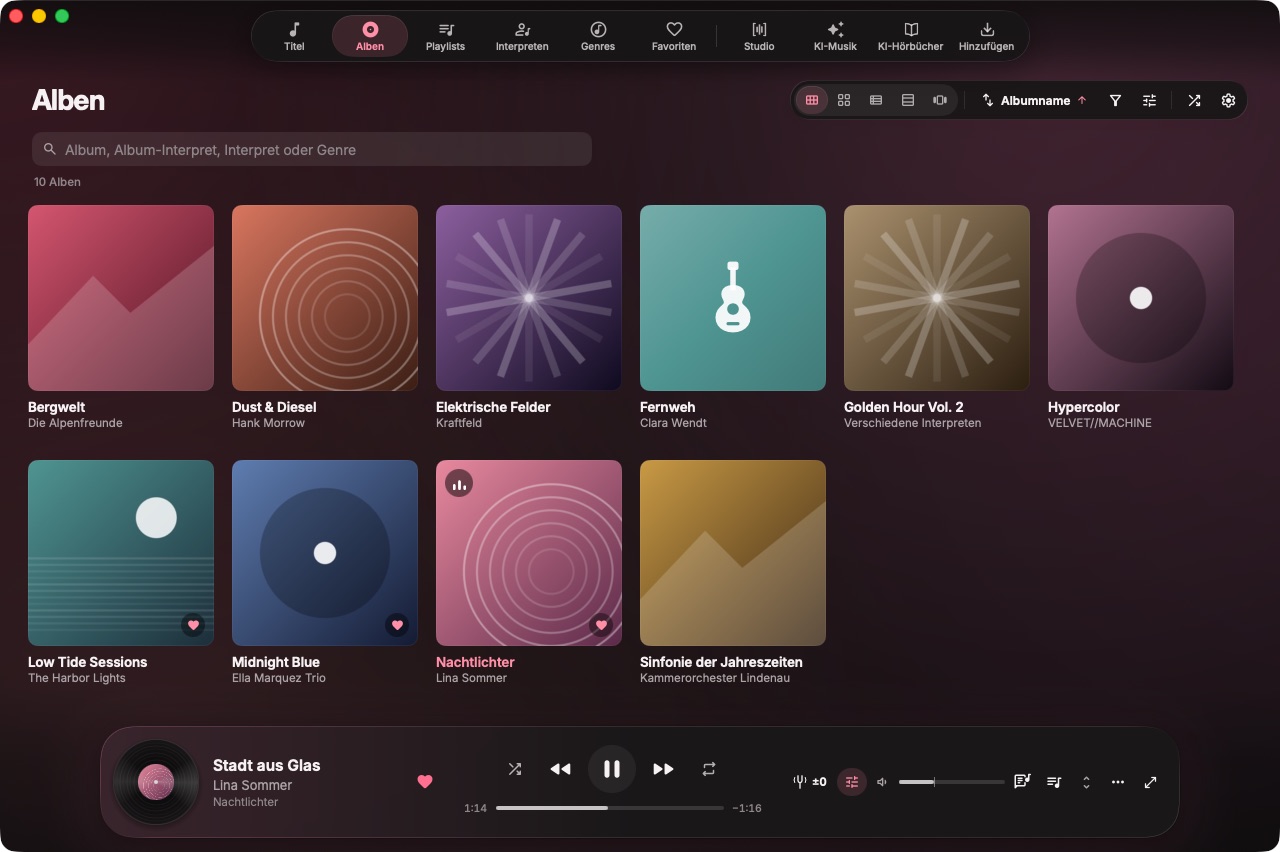 Titel
Alben
Playlists
Interpreten
Genres
Favoriten
Studio
KI-Musik
KI-Hörbücher
Hinzufügen
Alben
Albumname
Album, Album-Interpret, Interpret oder Genre
10 Alben
Bergwelt
Die Alpenfreunde
Dust & Diesel
Hank Morrow
Elektrische Felder
Kraftfeld
Fernweh
Clara Wendt
Golden Hour Vol. 2
Verschiedene Interpreten
Hypercolor
VELVET//MACHINE
Low Tide Sessions
The Harbor Lights
Midnight Blue
Ella Marquez Trio
Nachtlichter
Lina Sommer
Sinfonie der Jahreszeiten
Kammerorchester Lindenau
Stadt aus Glas
Lina Sommer
Nachtlichter
1:14
−1:16
±0